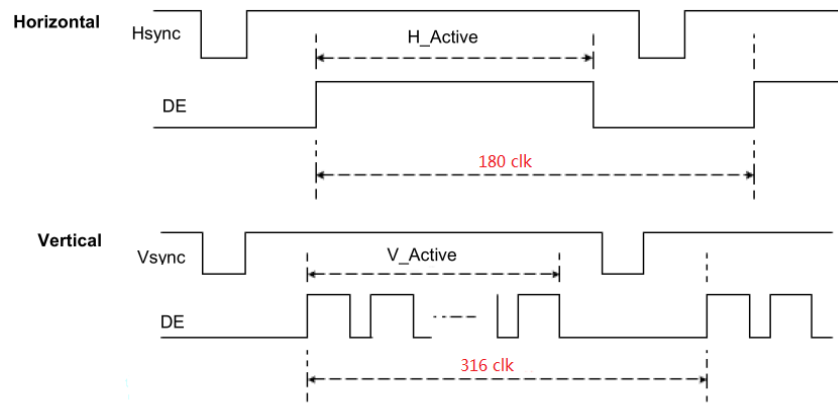 Horizontal
Hsync
H_Active
DE
180 clk
Vertical
Vsync
V_Active
DE
316 clk